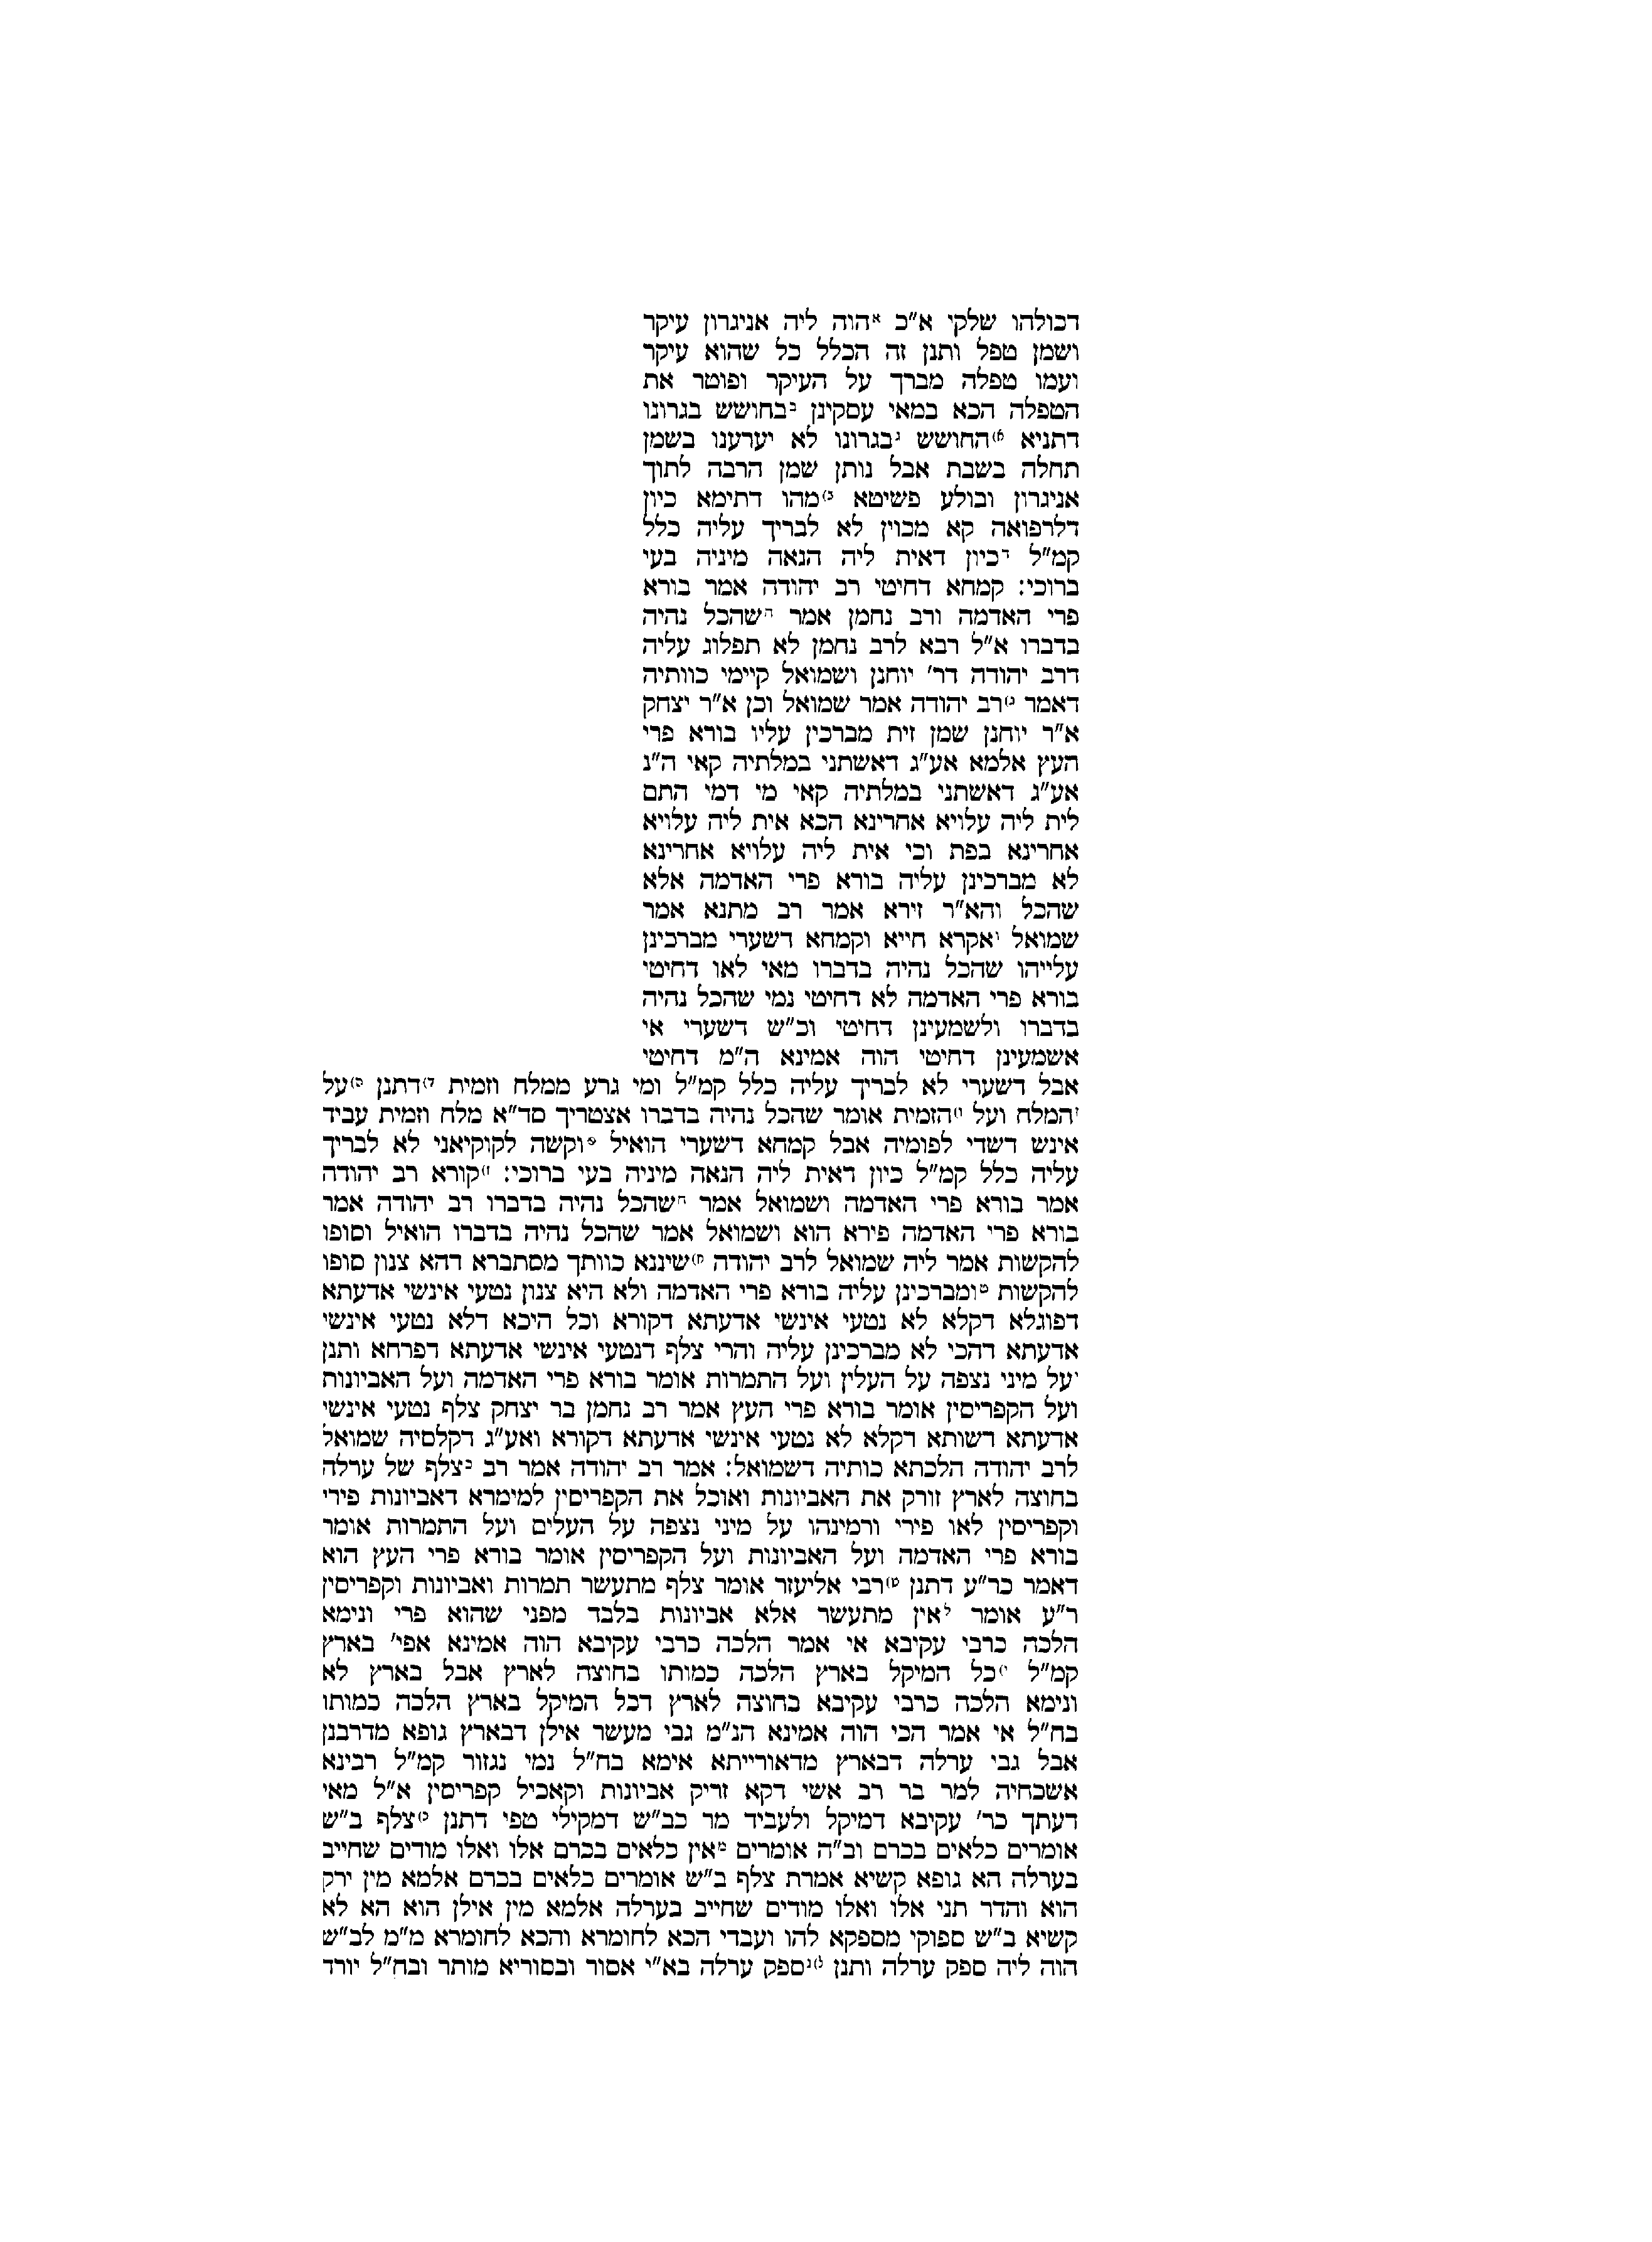 דכולהו שלקי א"כ א הוה ליה אניגרון עיקר
ושמן טפל ותנן זה הכלל כל שהוא עיקר
ועמו טפלה מברך על העיקר ופוטר את
הטפלה הכא במאי עסקינן ב בחושש בגרונו
דתניא א) החושש ג בגרונו לא יערענו בשמן
תחלה בשבת אבל נותן שמן הרבה לתוך
אניגרון ובולע פשיטא ב) מהו דתימא כיון
דלרפואה קא מכוין לא לבריך עליה כלל
קמ"ל ד כיון דאית ליה הנאה מיניה בעי
ברוכי: קמחא דחיטי רב יהודה אמר בורא
פרי האדמה ורב נחמן אמר ה שהכל נהיה
בדברו א"ל רבא לרב נחמן לא תפלוג עליה
דרב יהודה דר' יוחנן ושמואל קיימי כוותיה
דאמר ג) רב יהודה אמר שמואל וכן א"ר יצחק
א"ר יוחנן שמן זית מברכין עליו בורא פרי
העץ אלמא אע"ג דאשתני במלתיה קאי ה"נ
אע"ג דאשתני במלתיה קאי מי דמי התם
לית ליה עלויא אחרינא הכא אית ליה עלויא
אחרינא בפת וכי אית ליה עלויא אחרינא
לא מברכינן עליה בורא פרי האדמה אלא
שהכל והא"ר זירא אמר רב מתנא אמר
שמואל ו אקרא חייא וקמחא דשערי מברכינן
עלייהו שהכל נהיה בדברו מאי לאו דחיטי
בורא פרי האדמה לא דחיטי נמי שהכל נהיה
בדברו ולשמעינן דחיטי וכ"ש דשערי אי
אשמעינן דחיטי הוה אמינא ה"מ דחיטי
אבל דשערי לא לבריך עליה כלל קמ"ל ומי גרע ממלח וזמית ד) דתנן ה) על
ז המלח ועל ו) הזמית אומר שהכל נהיה בדברו אצטריך סד"א מלח וזמית עביד
אינש דשדי לפומיה אבל קמחא דשערי הואיל וקשה לקוקיאני לא לבריך
עליה כלל קמ"ל כיון דאית ליה הנאה מיניה בעי ברוכי: ז) קורא רב יהודה
אמר בורא פרי האדמה ושמואל אמר ח שהכל נהיה בדברו רב יהודה אמר
בורא פרי האדמה פירא הוא ושמואל אמר שהכל נהיה בדברו הואיל וסופו
להקשות אמר ליה שמואל לרב יהודה ח) שיננא כוותך מסתברא דהא צנון סופו
להקשות ט ומברכינן עליה בורא פרי האדמה ולא היא צנון נטעי אינשי אדעתא
דפוגלא דקלא לא נטעי אינשי אדעתא דקורא וכל היכא דלא נטעי אינשי
אדעתא דהכי לא מברכינן עליה והרי צלף דנטעי אינשי אדעתא דפרחא ותנן
י על מיני נצפה על העלין ועל התמרות אומר בורא פרי האדמה ועל האביונות
ועל הקפריסין אומר בורא פרי העץ אמר רב נחמן בר יצחק צלף נטעי אינשי
אדעתא דשותא דקלא לא נטעי אינשי אדעתא דקורא ואע"ג דקלסיה שמואל
לרב יהודה הלכתא כותיה דשמואל: אמר רב יהודה אמר רב כ צלף של ערלה
בחוצה לארץ זורק את האביונות ואוכל את הקפריסין למימרא דאביונות פירי
וקפריסין לאו פירי ורמינהו על מיני נצפה על העלים ועל התמרות אומר
בורא פרי האדמה ועל האביונות ועל הקפריסין אומר בורא פרי העץ הוא
דאמר כר"ע דתנן ט) רבי אליעזר אומר צלף מתעשר תמרות ואביונות וקפריסין
ר"ע אומר ל אין מתעשר אלא אביונות בלבד מפני שהוא פרי ונימא
הלכה כרבי עקיבא אי אמר הלכה כרבי עקיבא הוה אמינא אפי' בארץ
קמ"ל י) כל המיקל בארץ הלכה כמותו בחוצה לארץ אבל בארץ לא
ונימא הלכה כרבי עקיבא בחוצה לארץ דכל המיקל בארץ הלכה כמותו
בח"ל אי אמר הכי הוה אמינא הנ"מ גבי מעשר אילן דבארץ גופא מדרבנן
אבל גבי ערלה דבארץ מדאורייתא אימא בח"ל נמי נגזור קמ"ל רבינא
אשכחיה למר בר רב אשי דקא זריק אביונות וקאכיל קפריסין א"ל מאי
דעתך כר' עקיבא דמיקל ולעביד מר כב"ש דמקילי טפי דתנן כ) צלף ב"ש
אומרים כלאים בכרם וב"ה אומרים מ אין כלאים בכרם אלו ואלו מודים שחייב
בערלה הא גופא קשיא אמרת צלף ב"ש אומרים כלאים בכרם אלמא מין ירק
הוא והדר תני אלו ואלו מודים שחייב בערלה אלמא מין אילן הוא הא לא
קשיא ב"ש ספוקי מספקא להו ועבדי הכא לחומרא והכא לחומרא מ"מ לב"ש
הוה ליה ספק ערלה ותנן ל) נ ספק ערלה בא"י אסור ובסוריא מותר ובח"ל יורד